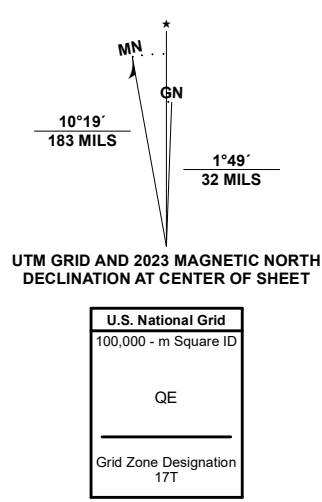 ★
MN
GN
10°19´
183 MILS
1°49´
32 MILS
UTM GRID AND 2023 MAGNETIC NORTH
DECLINATION AT CENTER OF SHEET
U.S. National Grid
100,000 - m Square ID
QE
Grid Zone Designation
17T